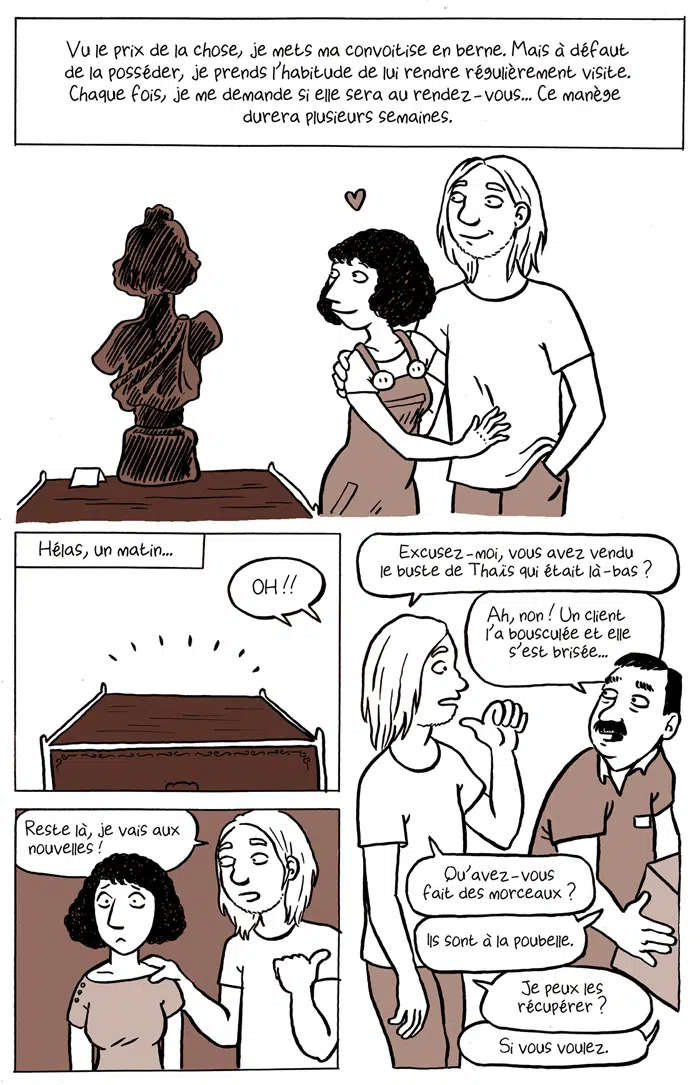 Vu le prix de la chose, je mets ma convoitise en berne. Mais à défaut
de la posséder, je prends l'habitude de lui rendre régulièrement visite.
Chaque fois, je me demande si elle sera au rendez-vous... Ce manège
durera plusieurs semaines.
Hélas, un matin...
OH !!
Reste là, je vais aux
nouvelles !
Excusez-moi, vous avez vendu
le buste de Thaïs qui était là-bas ?
Ah, non ! Un client
l'a bousculée et elle
s'est brisée...
Qu'avez-vous
fait des morceaux ?
Ils sont à la poubelle.
Je peux les
récupérer ?
Si vous voulez.